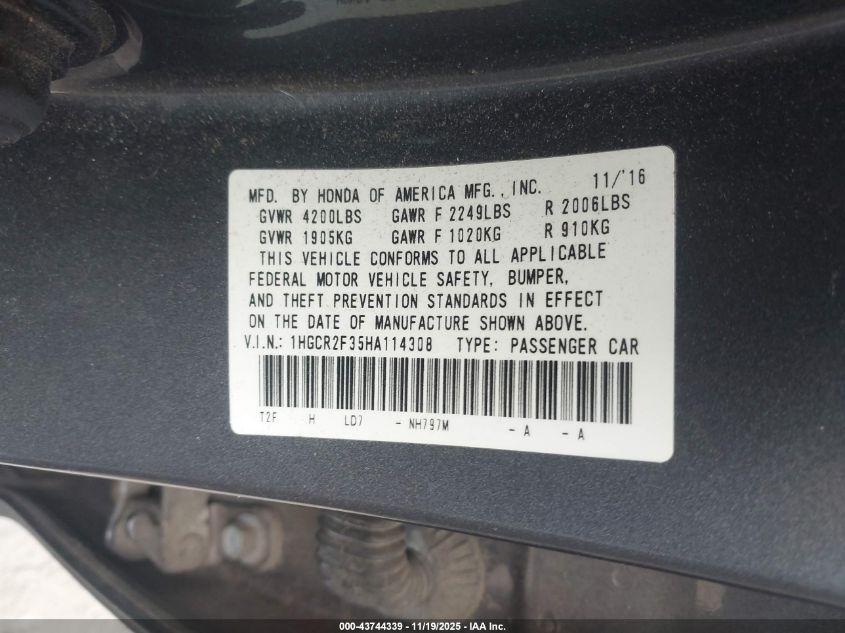 MFD. BY HONDA OF AMERICA MFG., INC. 11/'16
GVWR 4200LBS GAWR F 2249LBS R 2006LBS
GVWR 1905KG GAWR F 1020KG R 910KG
THIS VEHICLE CONFORMS TO ALL APPLICABLE
FEDERAL MOTOR VEHICLE SAFETY, BUMPER,
AND THEFT PREVENTION STANDARDS IN EFFECT
ON THE DATE OF MANUFACTURE SHOWN ABOVE.
V.I.N.: 1HGCR2F35HA114308 TYPE: PASSENGER CAR
T2F H LD7 - NH797M - A - A
000-43744339 - 11/19/2025 - IAA Inc.